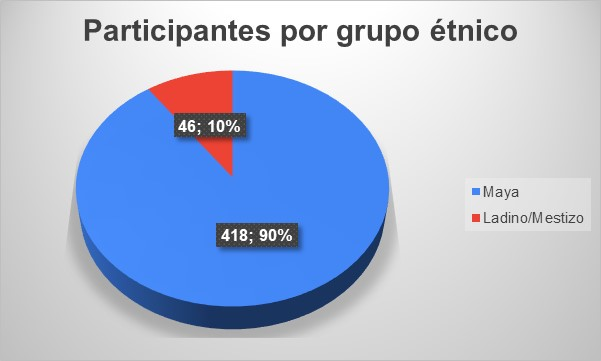 Participantes por grupo étnico
46; 10%
418; 90%
Maya
Ladino/Mestizo